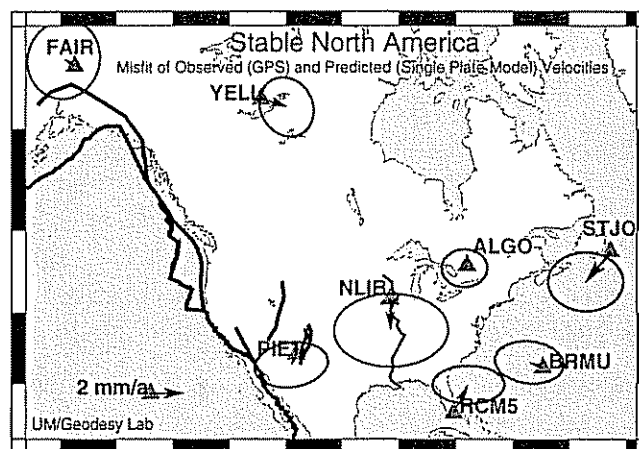 Stable North America
Misfit of Observed (GPS) and Predicted (Single Plate Model) Velocities
FAIR
YELL
STJO
ALGO
NLIB
PIET
BRMU
2 mm/a
RCM5
UM/Geodesy Lab